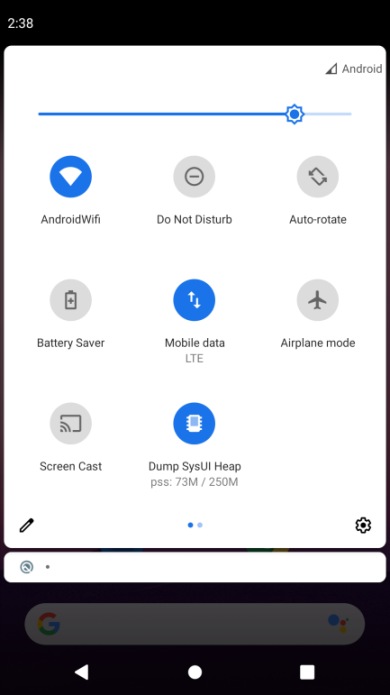 2:38
Android
AndroidWifi
Do Not Disturb
Auto-rotate
Battery Saver
Mobile data
LTE
Airplane mode
Screen Cast
Dump SysUI Heap
pss: 73M / 250M